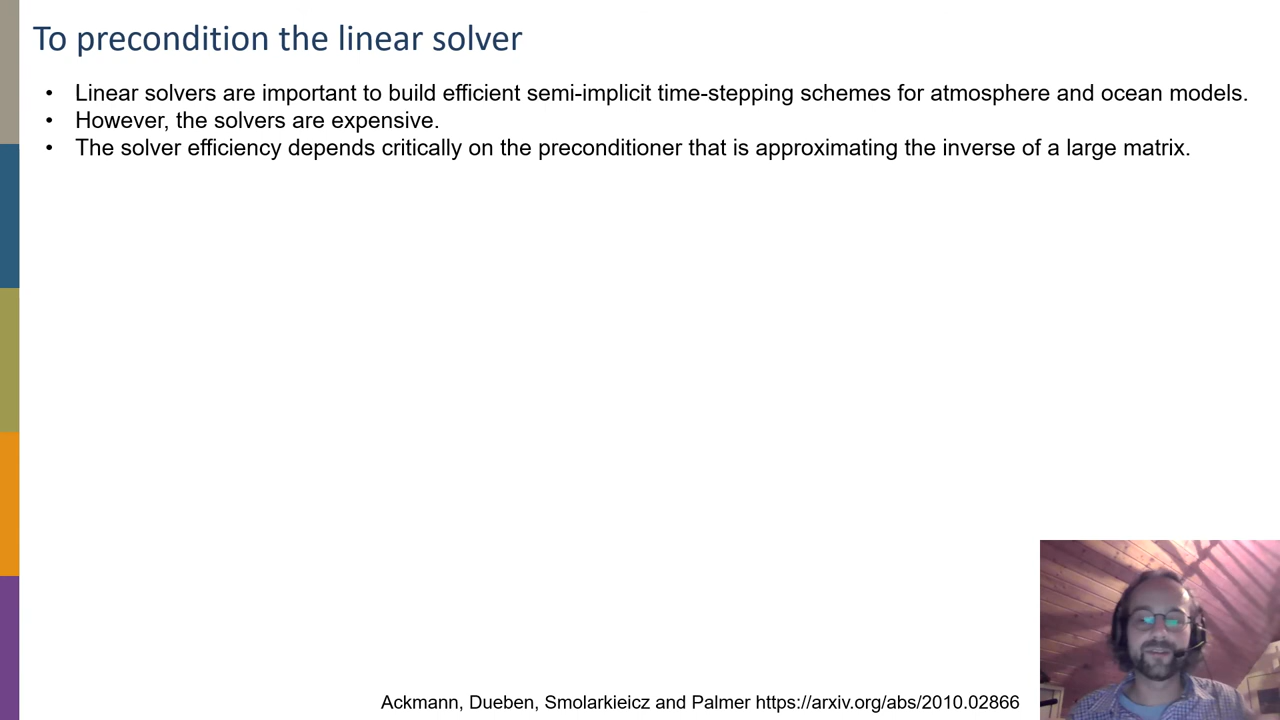 To precondition the linear solver
• Linear solvers are important to build efficient semi-implicit time-stepping schemes for atmosphere and ocean models.
• However, the solvers are expensive.
• The solver efficiency depends critically on the preconditioner that is approximating the inverse of a large matrix.
Ackmann, Dueben, Smolarkieicz and Palmer https://arxiv.org/abs/2010.02866